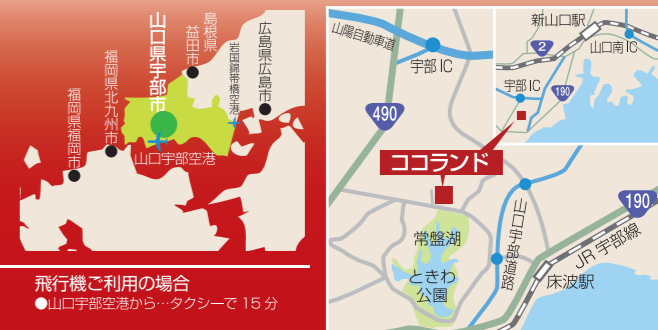 島根県
益田市
広島県広島市
岩国錦帯橋空港
山口県宇部市
福岡県北九州市
福岡県福岡市
山口宇部空港
飛行機ご利用の場合
●山口宇部空港から…タクシーで 15 分
山陽自動車道
宇部 IC
490
ココランド
常盤湖
ときわ
公園
山口宇部道路
190
JR 宇部線
床波駅
新山口駅
2
山口南 IC
宇部 IC
190